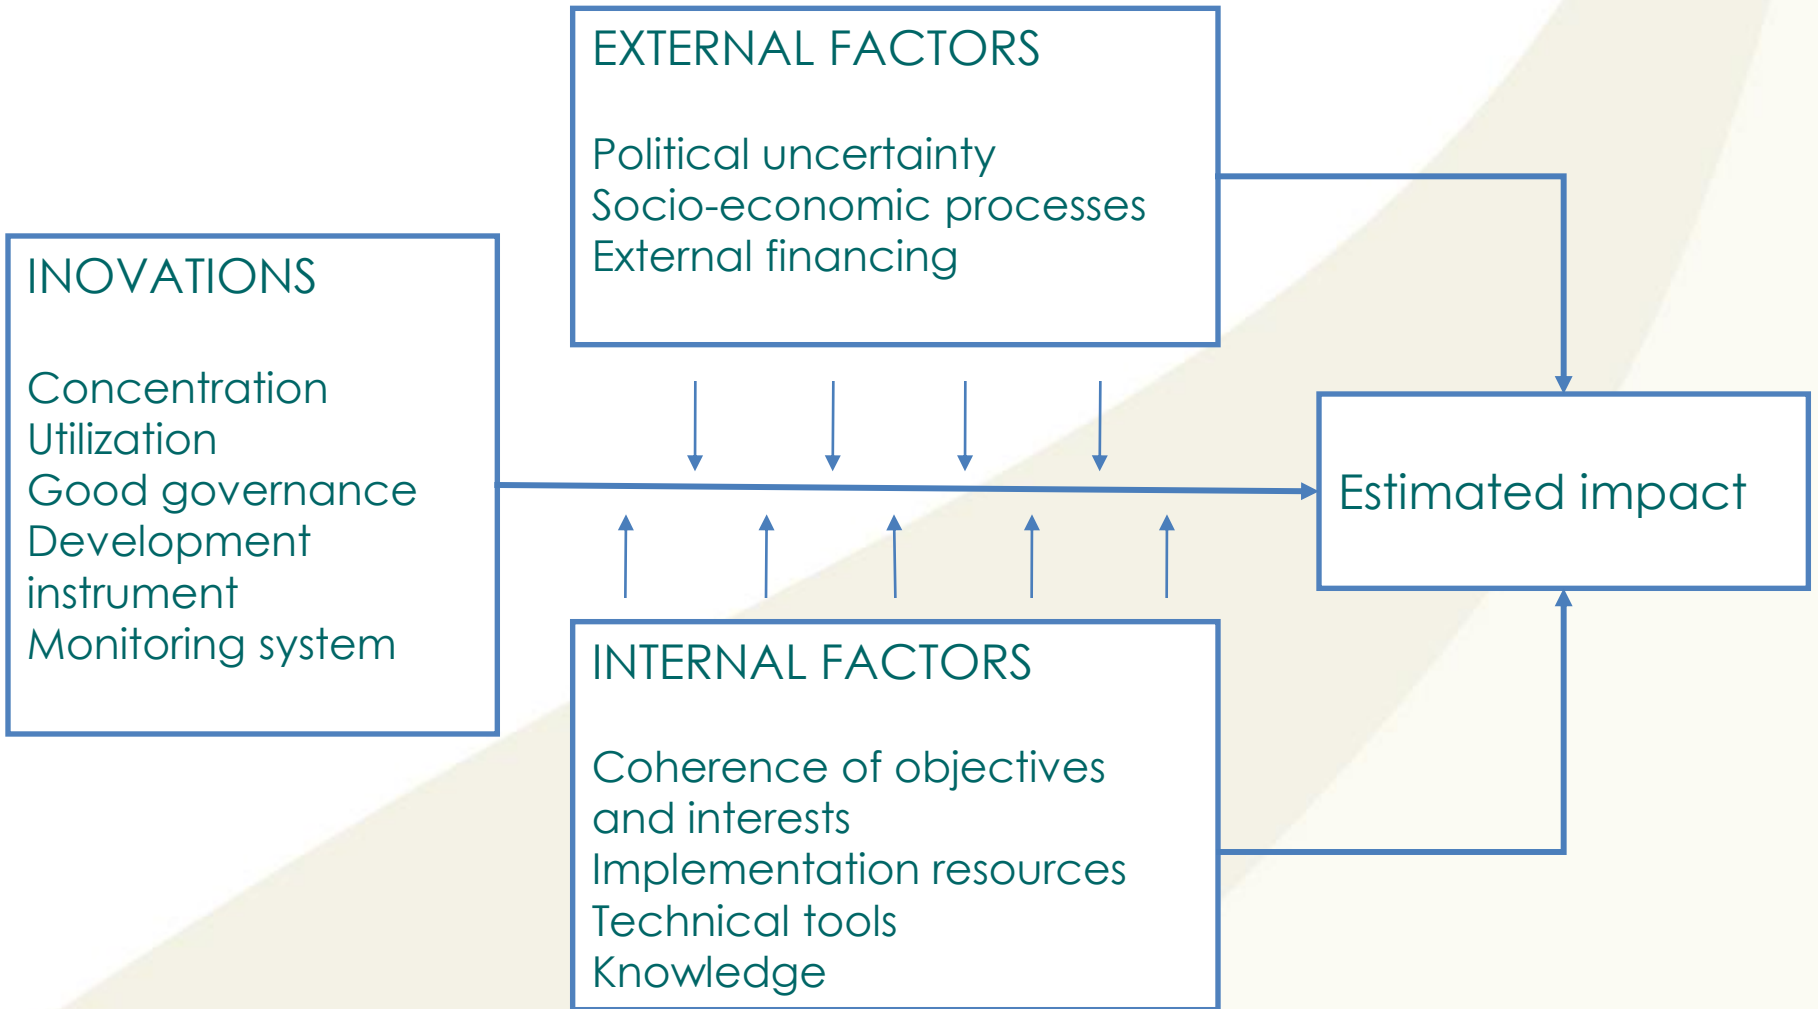 EXTERNAL FACTORS
Political uncertainty
Socio-economic processes
External financing
INOVATIONS
Concentration
Utilization
Good governance
Development
instrument
Monitoring system
Estimated impact
INTERNAL FACTORS
Coherence of objectives
and interests
Implementation resources
Technical tools
Knowledge